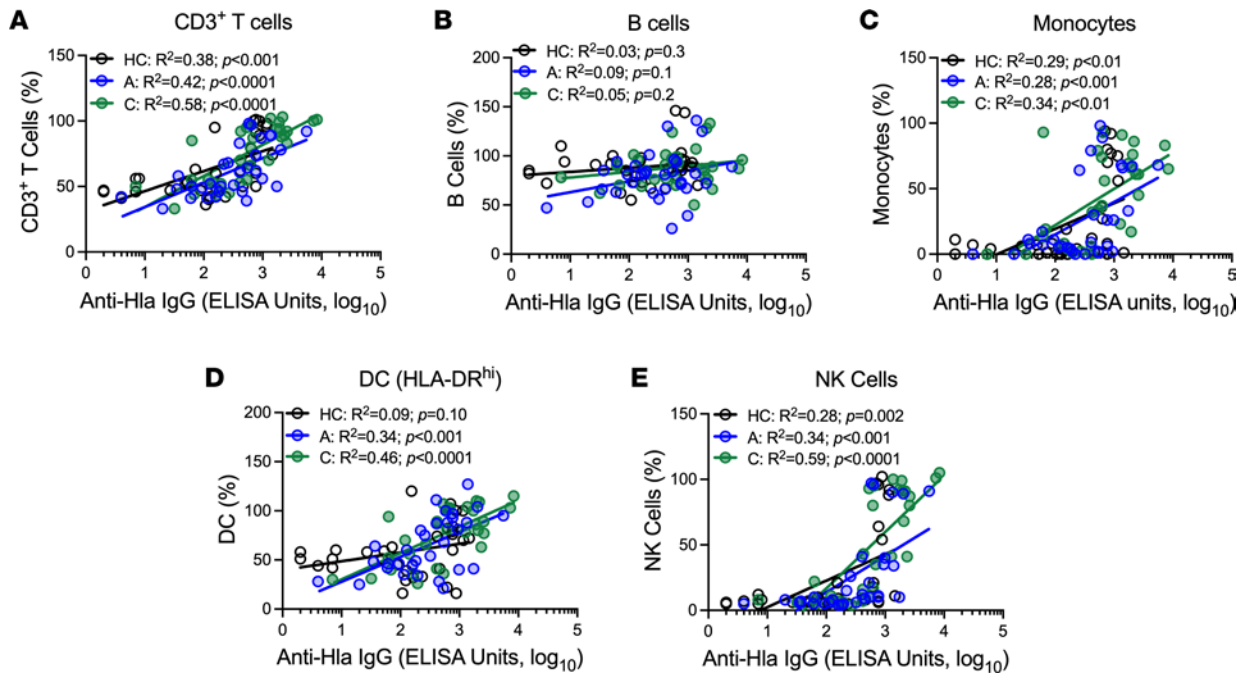 A
CD3+ T cells
HC: R2=0.38; p<0.001
A: R2=0.42; p<0.0001
C: R2=0.58; p<0.0001
CD3+ T Cells (%)
150
100
50
0
0 1 2 3 4 5
Anti-Hla IgG (ELISA Units, log10)
B
B cells
HC: R2=0.03; p=0.3
A: R2=0.09; p=0.1
C: R2=0.05; p=0.2
B Cells (%)
200
150
100
50
0
0 1 2 3 4 5
Anti-Hla IgG (ELISA Units, log10)
C
Monocytes
HC: R2=0.29; p<0.01
A: R2=0.28; p<0.001
C: R2=0.34; p<0.01
Monocytes (%)
150
100
50
0
0 1 2 3 4 5
Anti-Hla IgG (ELISA units, log10)
D
DC (HLA-DRhi)
HC: R2=0.09; p=0.10
A: R2=0.34; p<0.001
C: R2=0.46; p<0.0001
DC (%)
200
150
100
50
0
0 1 2 3 4 5
Anti-Hla IgG (ELISA Units, log10)
E
NK Cells
HC: R2=0.28; p=0.002
A: R2=0.34; p<0.001
C: R2=0.59; p<0.0001
NK Cells (%)
150
100
50
0
0 1 2 3 4 5
Anti-Hla IgG (ELISA Units, log10)